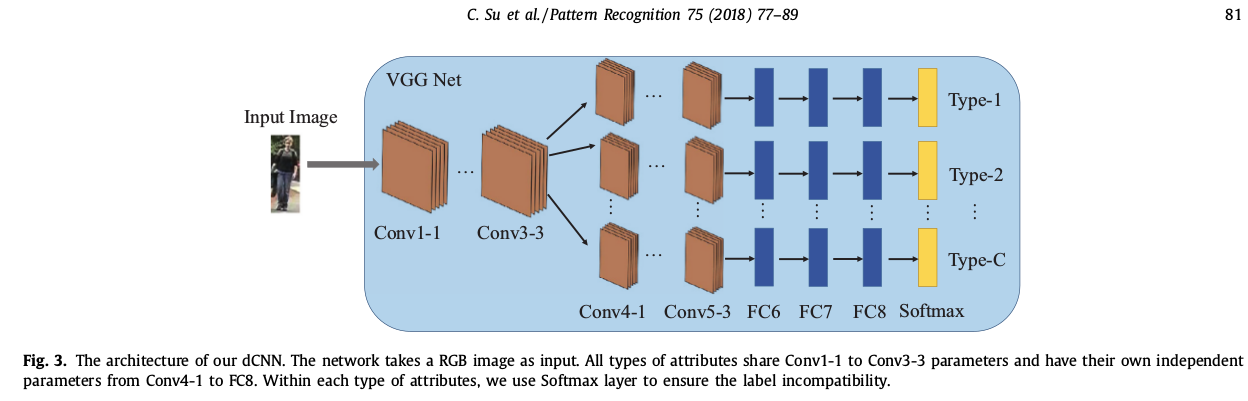 C. Su et al./Pattern Recognition 75 (2018) 77–89
81
VGG Net
Input Image
...
...
Type-1
...
Type-2
Conv1-1
Conv3-3
...
Type-C
Conv4-1
Conv5-3
FC6
FC7
FC8
Softmax
Fig. 3. The architecture of our dCNN. The network takes a RGB image as input. All types of attributes share Conv1-1 to Conv3-3 parameters and have their own independent
parameters from Conv4-1 to FC8. Within each type of attributes, we use Softmax layer to ensure the label incompatibility.